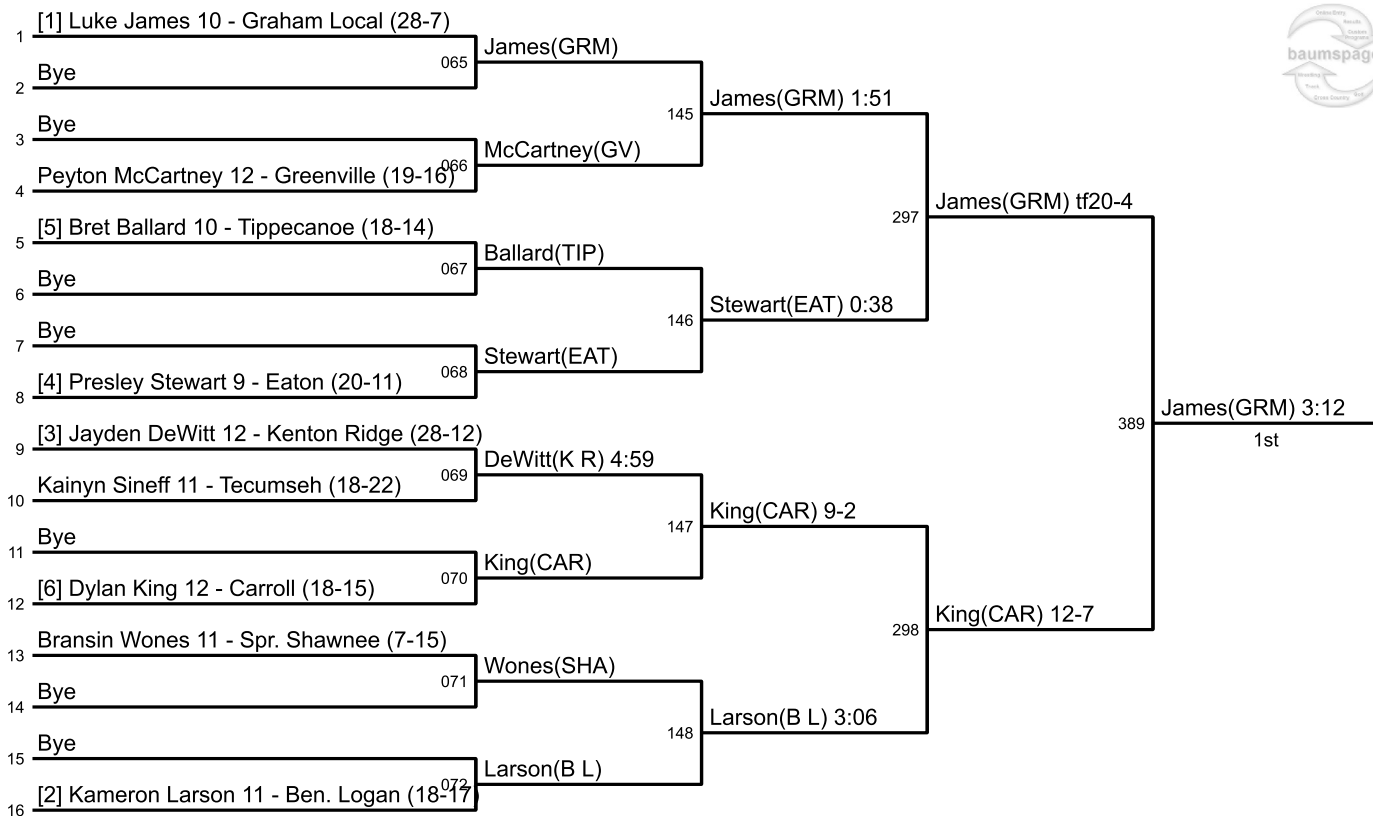 [1] Luke James 10 - Graham Local (28-7)
1
Bye
2
065
James(GRM)
Bye
3
Peyton McCartney 12 - Greenville (19-16)
4
066
McCartney(GV)
145
James(GRM) 1:51
[5] Bret Ballard 10 - Tippecanoe (18-14)
5
Bye
6
067
Ballard(TIP)
Bye
7
[4] Presley Stewart 9 - Eaton (20-11)
8
068
Stewart(EAT)
146
Stewart(EAT) 0:38
297
James(GRM) tf20-4
[3] Jayden DeWitt 12 - Kenton Ridge (28-12)
9
Kainyn Sineff 11 - Tecumseh (18-22)
10
069
DeWitt(K R) 4:59
Bye
11
[6] Dylan King 12 - Carroll (18-15)
12
070
King(CAR)
147
King(CAR) 9-2
Bransin Wones 11 - Spr. Shawnee (7-15)
13
Bye
14
071
Wones(SHA)
Bye
15
[2] Kameron Larson 11 - Ben. Logan (18-17)
16
072
Larson(B L)
148
Larson(B L) 3:06
298
King(CAR) 12-7
389
James(GRM) 3:12
1st
baumspage